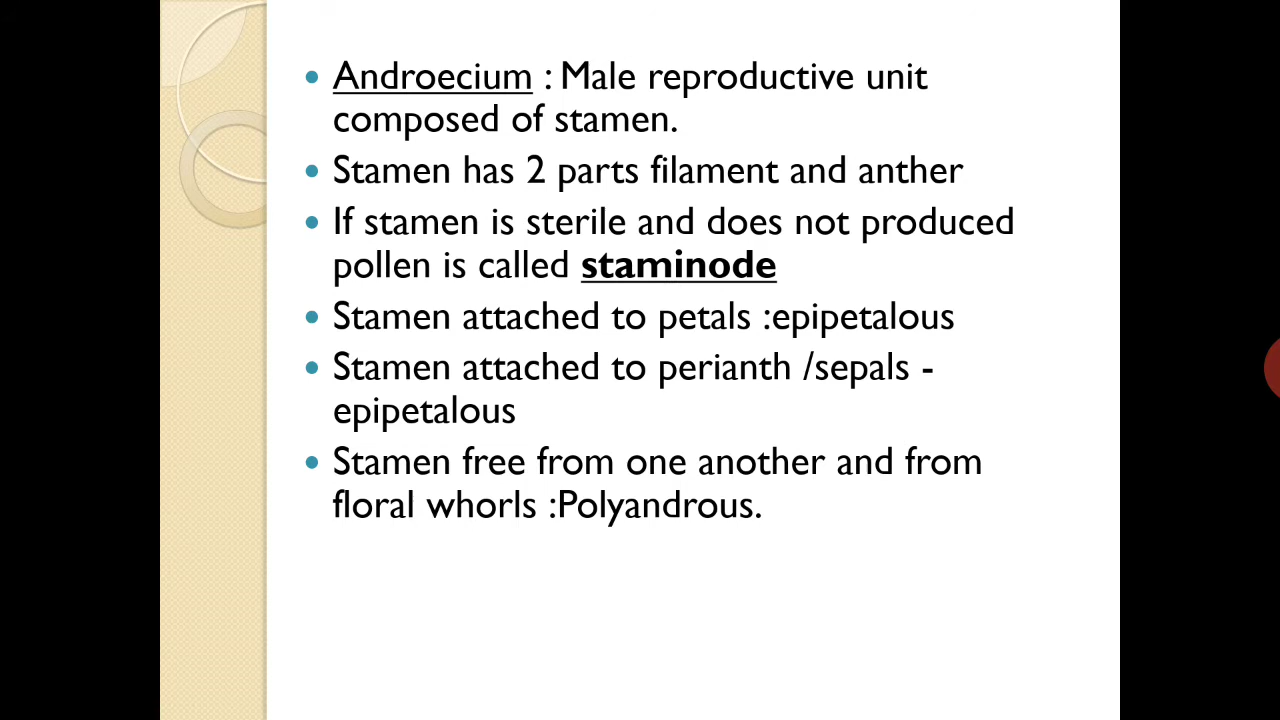 Androecium : Male reproductive unit
composed of stamen.
Stamen has 2 parts filament and anther
If stamen is sterile and does not produced
pollen is called staminode
Stamen attached to petals :epipetalous
Stamen attached to perianth /sepals -
epipetalous
Stamen free from one another and from
floral whorls :Polyandrous.